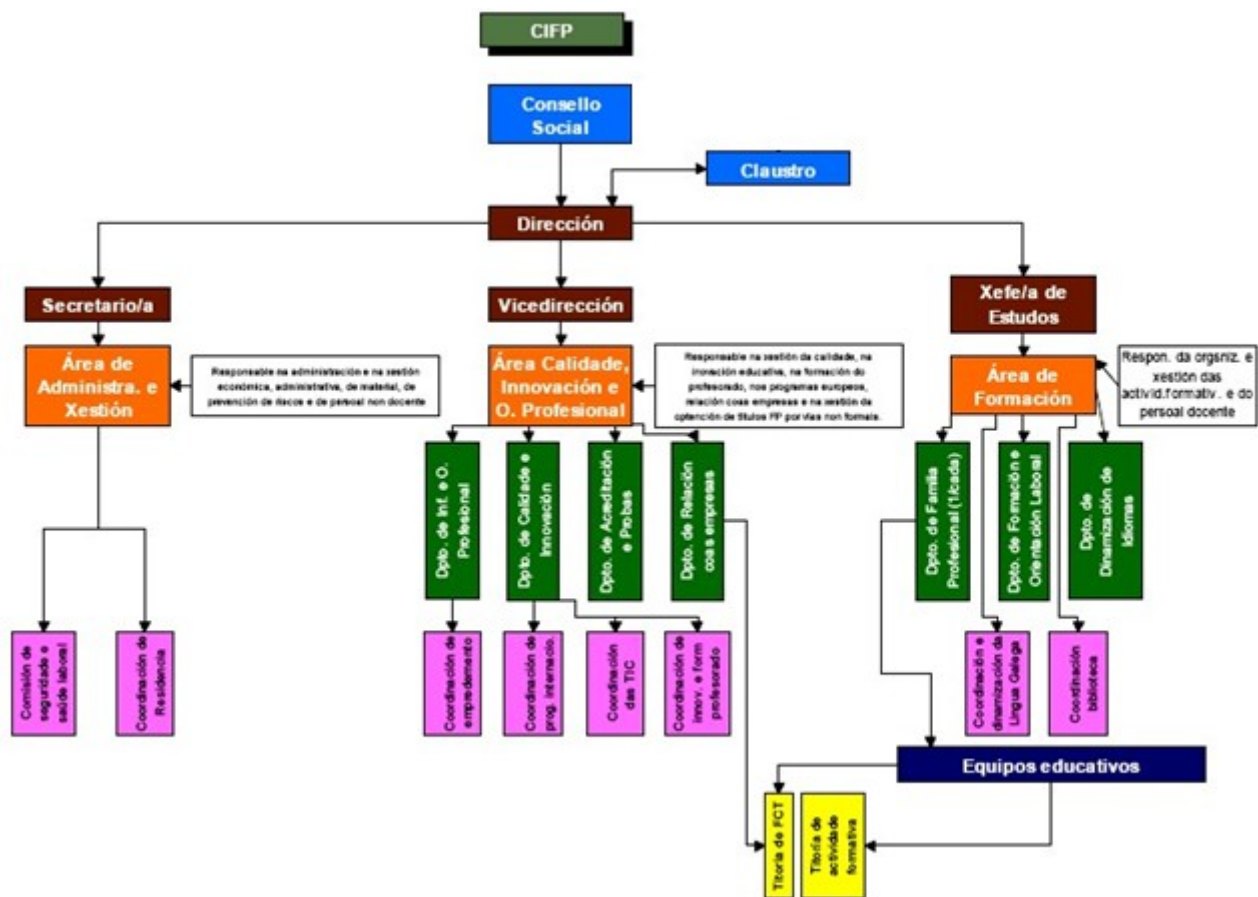 CIFP
Consello
Social
Claustro
Dirección
Secretario/a
Vicedirección
Xefe/a de
Estudos
Área de
Administra. e
Xestión
Responsable na administración e na xestión
económica, administrativa, de material, de
prevención de riscos e de persoal non docente
Área Calidade,
Innovación e
O. Profesional
Responsable na xestión da calidade, na
inovación educativa, na formación do
profesorado, nos programas europeos,
relación coas empresas e na xestión da
obtención de títulos FP por vías non formais.
Área de
Formación
Respon. da orgsniz. e
xestión das
activid.formativ. e do
persoal docente
Dpto. de Inf. e O.
Profesional
Dpto. de Calidade e
Innovación
Dpto. de Acreditación
e Probas
Dpto. de Relación
coas empresas
Dpto. de Familia
Profesional (1/cada)
Dpto. de Formación e
Orientación Laboral
Dpto. de
Dinamización de
Idiomas
Comisión de
seguridade e
saúde laboral
Coordinación de
Residencia
Coordinación de
empredemento
Coordinación de
prog. internacio.
Coordinación
das TIC
Coordinación de
innov. e form
profesorado
Coordinación e
dinamización da
Lingua Galega
Coordinación
biblioteca
Equipos educativos
Titoría de FCT
Titoría de
actividade
formativa